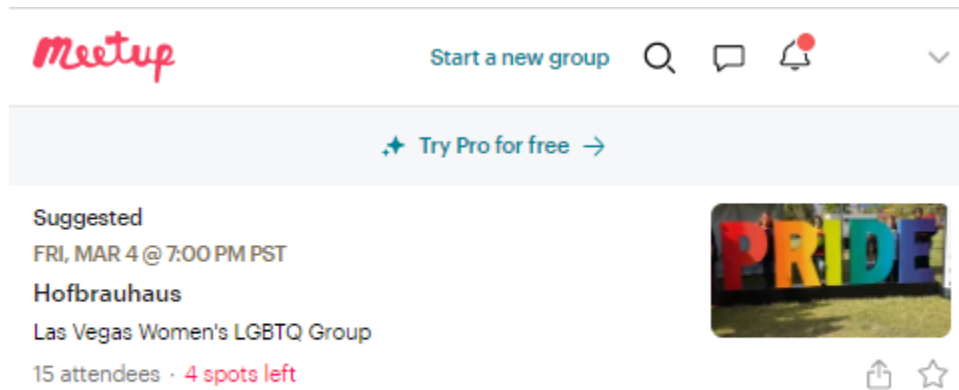 meetup
Start a new group
Try Pro for free
Suggested
FRI, MAR 4 @ 7:00 PM PST
PRIDE
Hofbrauhaus
Las Vegas Women's LGBTQ Group
15 attendees · 4 spots left